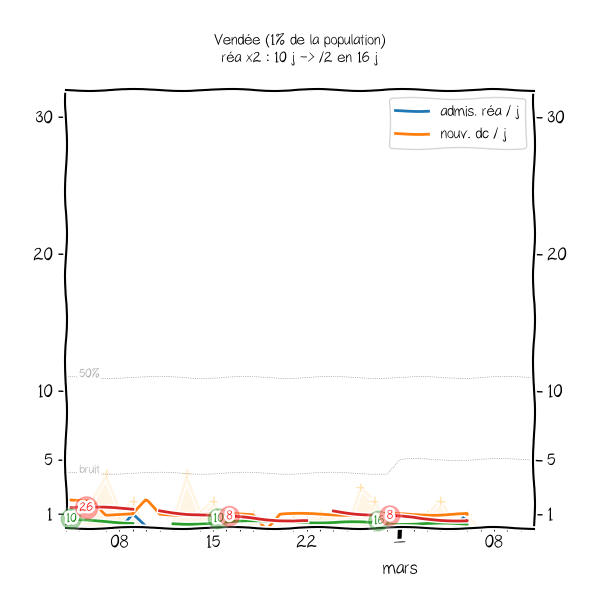 Vendée (1% de la population)
réa x2 : 10 j -> /2 en 16 j
admis. réa / j
nouv. dc / j
30 30
20 20
50%
10 10
bruit
5 5
1 1
26 10 10 8 16 8
08 15 22 1 08
mars